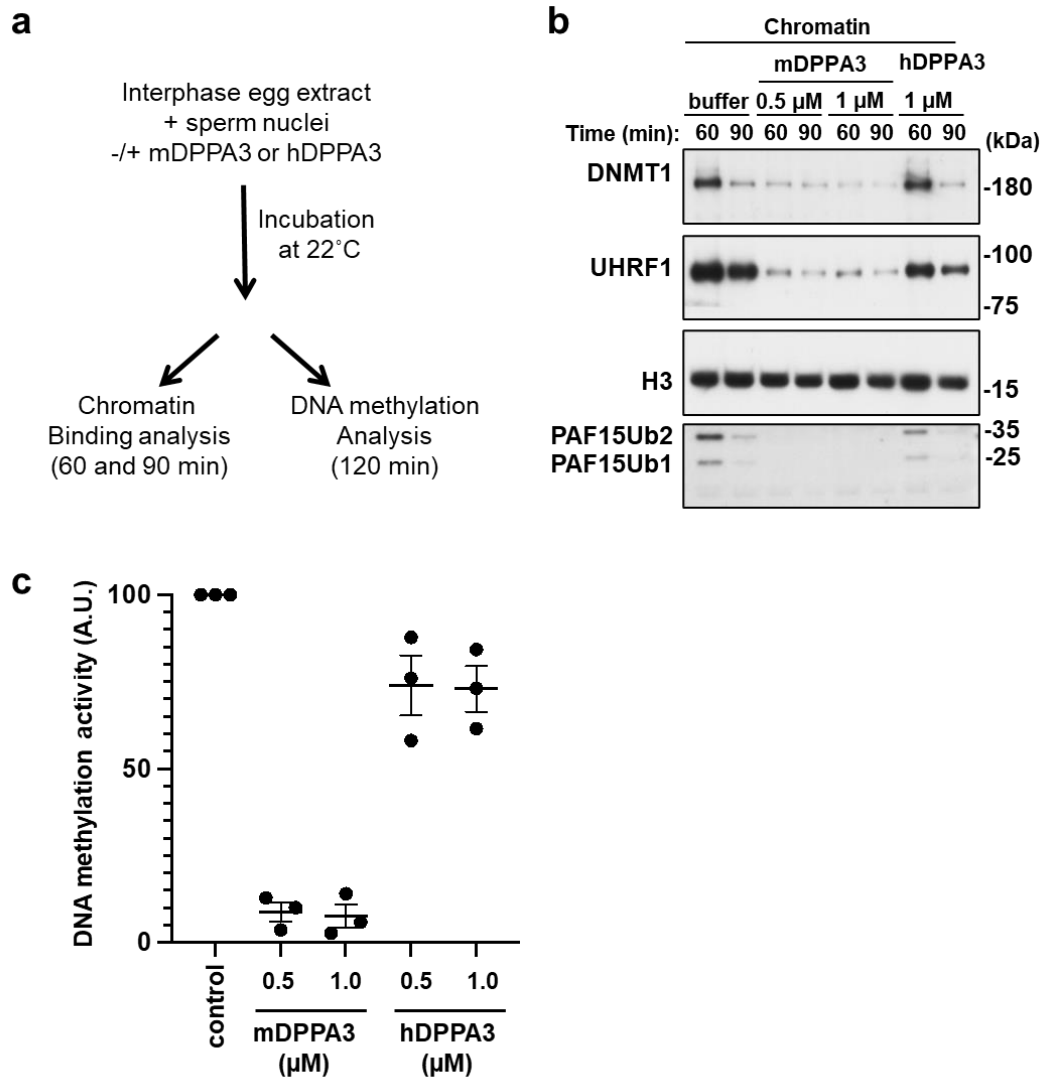 a
Interphase egg extract
+ sperm nuclei
-/+ mDPPA3 or hDPPA3
Incubation
at 22˚C
Chromatin
Binding analysis
(60 and 90 min)
DNA methylation
Analysis
(120 min)
b
Chromatin
mDPPA3 hDPPA3
buffer 0.5 µM 1 µM 1 µM
Time (min): 60 90 60 90 60 90 60 90 (kDa)
DNMT1 -180
UHRF1 -100
-75
H3 -15
PAF15Ub2 -35
PAF15Ub1 -25
c
DNA methylation activity (A.U.)
100
50
0
control
0.5 1.0 0.5 1.0
mDPPA3 hDPPA3
(µM) (µM)